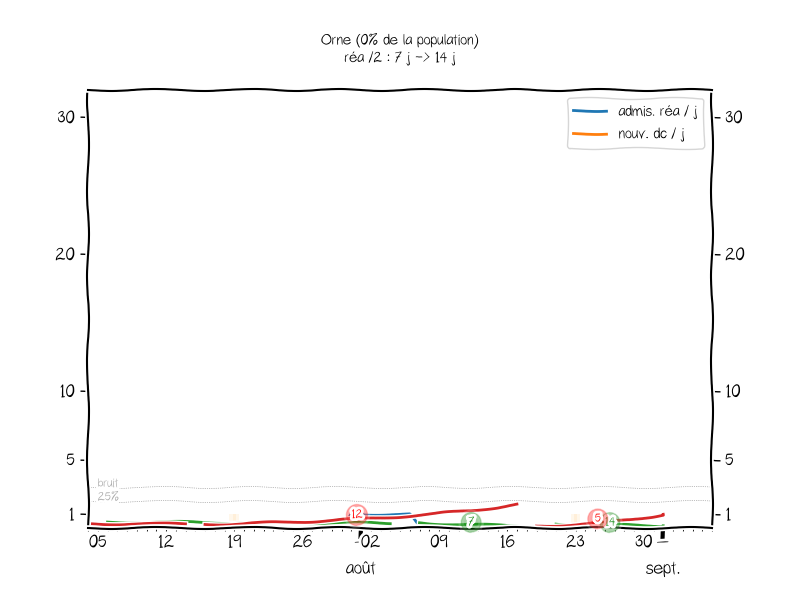 Orne (0% de la population)
réa /2 : 7 j -> 14 j
admis. réa / j
nouv. dc / j
30 30
20 20
10 10
5 5
bruit
25%
1 1
12 7 5 14
05 12 19 26 02 09 16 23 30
août sept.